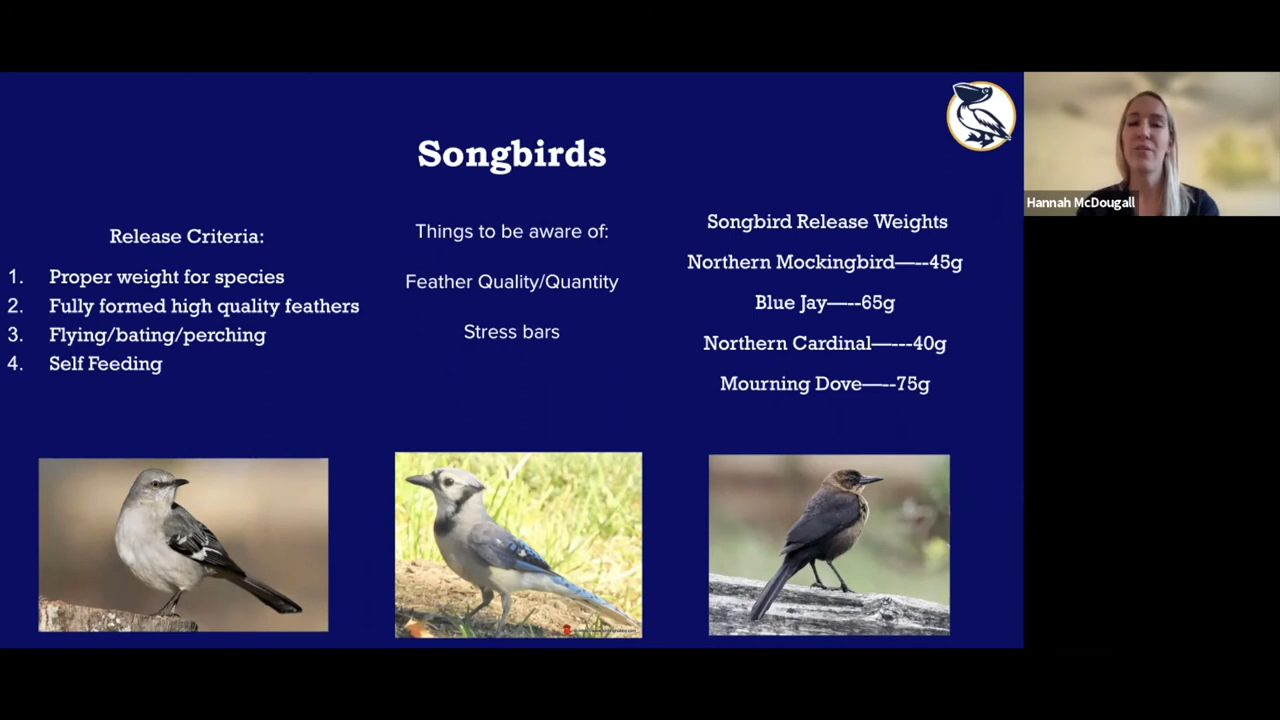 Songbirds
Release Criteria:
1. Proper weight for species
2. Fully formed high quality feathers
3. Flying/bating/perching
4. Self Feeding
Things to be aware of:
Feather Quality/Quantity
Stress bars
Songbird Release Weights
Northern Mockingbird—--45g
Blue Jay—--65g
Northern Cardinal—---40g
Mourning Dove—--75g
Hannah McDougall